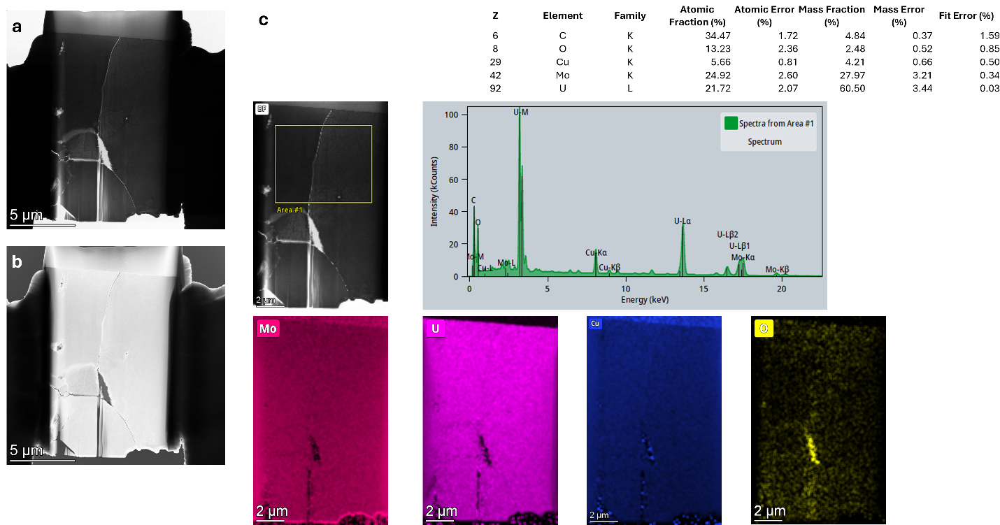 a
5 µm
b
5 µm
c
Z Element Family Atomic Fraction (%) Atomic Error (%) Mass Fraction (%) Mass Error (%) Fit Error (%)
6 C K 34.47 1.72 4.84 0.37 1.59
8 O K 13.23 2.36 2.48 0.52 0.85
29 Cu K 5.66 0.81 4.21 0.66 0.50
42 Mo K 24.92 2.60 27.97 3.21 0.34
92 U L 21.72 2.07 60.50 3.44 0.03
BF
Area #1
2 µm
Intensity (kCounts)
100
80
60
40
20
0
U-M
C
O
Mo-M
Cu-L
Mo-L
Cu-Kα
Cu-Kβ
U-Lα
U-Lβ2
U-Lβ1
Mo-Kα
Mo-Kβ
Spectra from Area #1
Spectrum
0 5 10 15 20
Energy (keV)
Mo
2 µm
U
2 µm
Cu
2 µm
O
2 µm